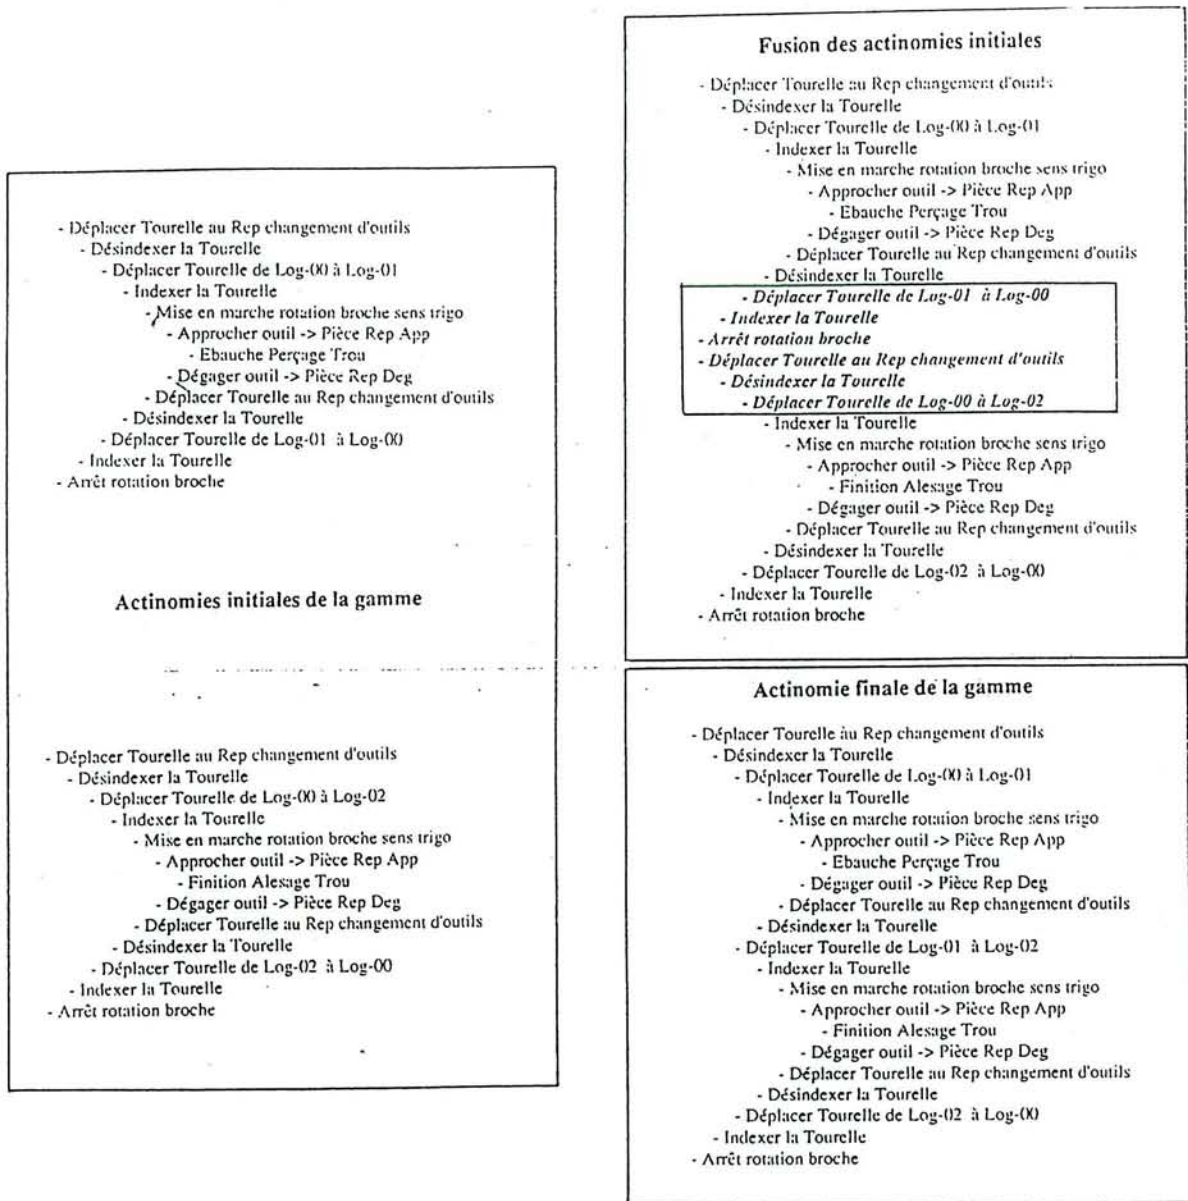 - Déplacer Tourelle au Rep changement d'outils
- Désindexer la Tourelle
- Déplacer Tourelle de Log-00 à Log-01
- Indexer la Tourelle
- Mise en marche rotation broche sens trigo
- Approcher outil -> Pièce Rep App
- Ebauche Perçage Trou
- Dégager outil -> Pièce Rep Deg
- Déplacer Tourelle au Rep changement d'outils
- Désindexer la Tourelle
- Déplacer Tourelle de Log-01 à Log-00
- Indexer la Tourelle
- Arrêt rotation broche
Actinomies initiales de la gamme
- Déplacer Tourelle au Rep changement d'outils
- Désindexer la Tourelle
- Déplacer Tourelle de Log-00 à Log-02
- Indexer la Tourelle
- Mise en marche rotation broche sens trigo
- Approcher outil -> Pièce Rep App
- Finition Alesage Trou
- Dégager outil -> Pièce Rep Deg
- Déplacer Tourelle au Rep changement d'outils
- Désindexer la Tourelle
- Déplacer Tourelle de Log-02 à Log-00
- Indexer la Tourelle
- Arrêt rotation broche
Fusion des actinomies initiales
- Déplacer Tourelle au Rep changement d'outils
- Désindexer la Tourelle
- Déplacer Tourelle de Log-00 à Log-01
- Indexer la Tourelle
- Mise en marche rotation broche sens trigo
- Approcher outil -> Pièce Rep App
- Ebauche Perçage Trou
- Dégager outil -> Pièce Rep Deg
- Déplacer Tourelle au Rep changement d'outils
- Désindexer la Tourelle
- Déplacer Tourelle de Log-01 à Log-00
- Indexer la Tourelle
- Arrêt rotation broche
- Déplacer Tourelle au Rep changement d'outils
- Désindexer la Tourelle
- Déplacer Tourelle de Log-00 à Log-02
- Indexer la Tourelle
- Mise en marche rotation broche sens trigo
- Approcher outil -> Pièce Rep App
- Finition Alesage Trou
- Dégager outil -> Pièce Rep Deg
- Déplacer Tourelle au Rep changement d'outils
- Désindexer la Tourelle
- Déplacer Tourelle de Log-02 à Log-00
- Indexer la Tourelle
- Arrêt rotation broche
Actinomie finale de la gamme
- Déplacer Tourelle au Rep changement d'outils
- Désindexer la Tourelle
- Déplacer Tourelle de Log-00 à Log-01
- Indexer la Tourelle
- Mise en marche rotation broche sens trigo
- Approcher outil -> Pièce Rep App
- Ebauche Perçage Trou
- Dégager outil -> Pièce Rep Deg
- Déplacer Tourelle au Rep changement d'outils
- Désindexer la Tourelle
- Déplacer Tourelle de Log-01 à Log-02
- Indexer la Tourelle
- Mise en marche rotation broche sens trigo
- Approcher outil -> Pièce Rep App
- Finition Alesage Trou
- Dégager outil -> Pièce Rep Deg
- Déplacer Tourelle au Rep changement d'outils
- Désindexer la Tourelle
- Déplacer Tourelle de Log-02 à Log-00
- Indexer la Tourelle
- Arrêt rotation broche